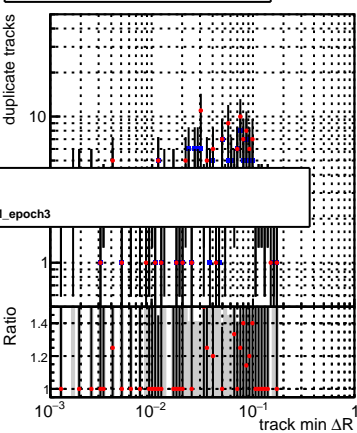 duplicate tracks
10
l_epoch3
1
Ratio
1.4
1.2
1
10⁻³
10⁻²
10⁻¹
1
track min ΔR